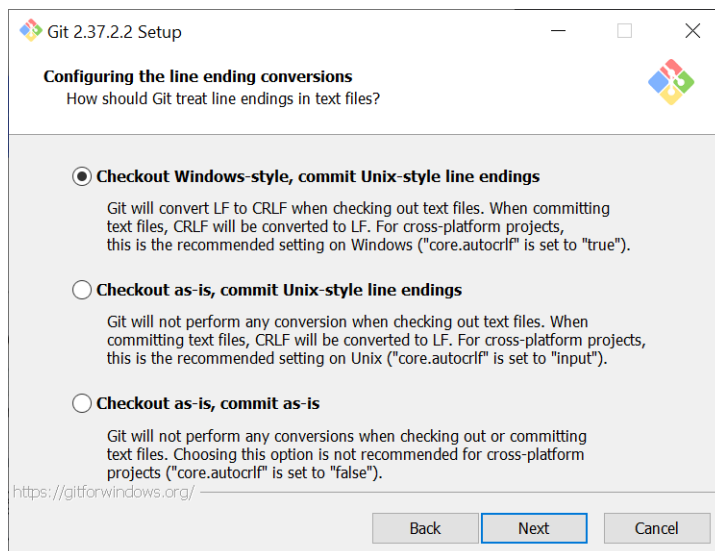 Git 2.37.2.2 Setup
Configuring the line ending conversions
How should Git treat line endings in text files?
Checkout Windows-style, commit Unix-style line endings
Git will convert LF to CRLF when checking out text files. When committing
text files, CRLF will be converted to LF. For cross-platform projects,
this is the recommended setting on Windows ("core.autocrlf" is set to "true").
Checkout as-is, commit Unix-style line endings
Git will not perform any conversion when checking out text files. When
committing text files, CRLF will be converted to LF. For cross-platform projects,
this is the recommended setting on Unix ("core.autocrlf" is set to "input").
Checkout as-is, commit as-is
Git will not perform any conversions when checking out or committing
text files. Choosing this option is not recommended for cross-platform
projects ("core.autocrlf" is set to "false").
https://gitforwindows.org/
Back Next Cancel